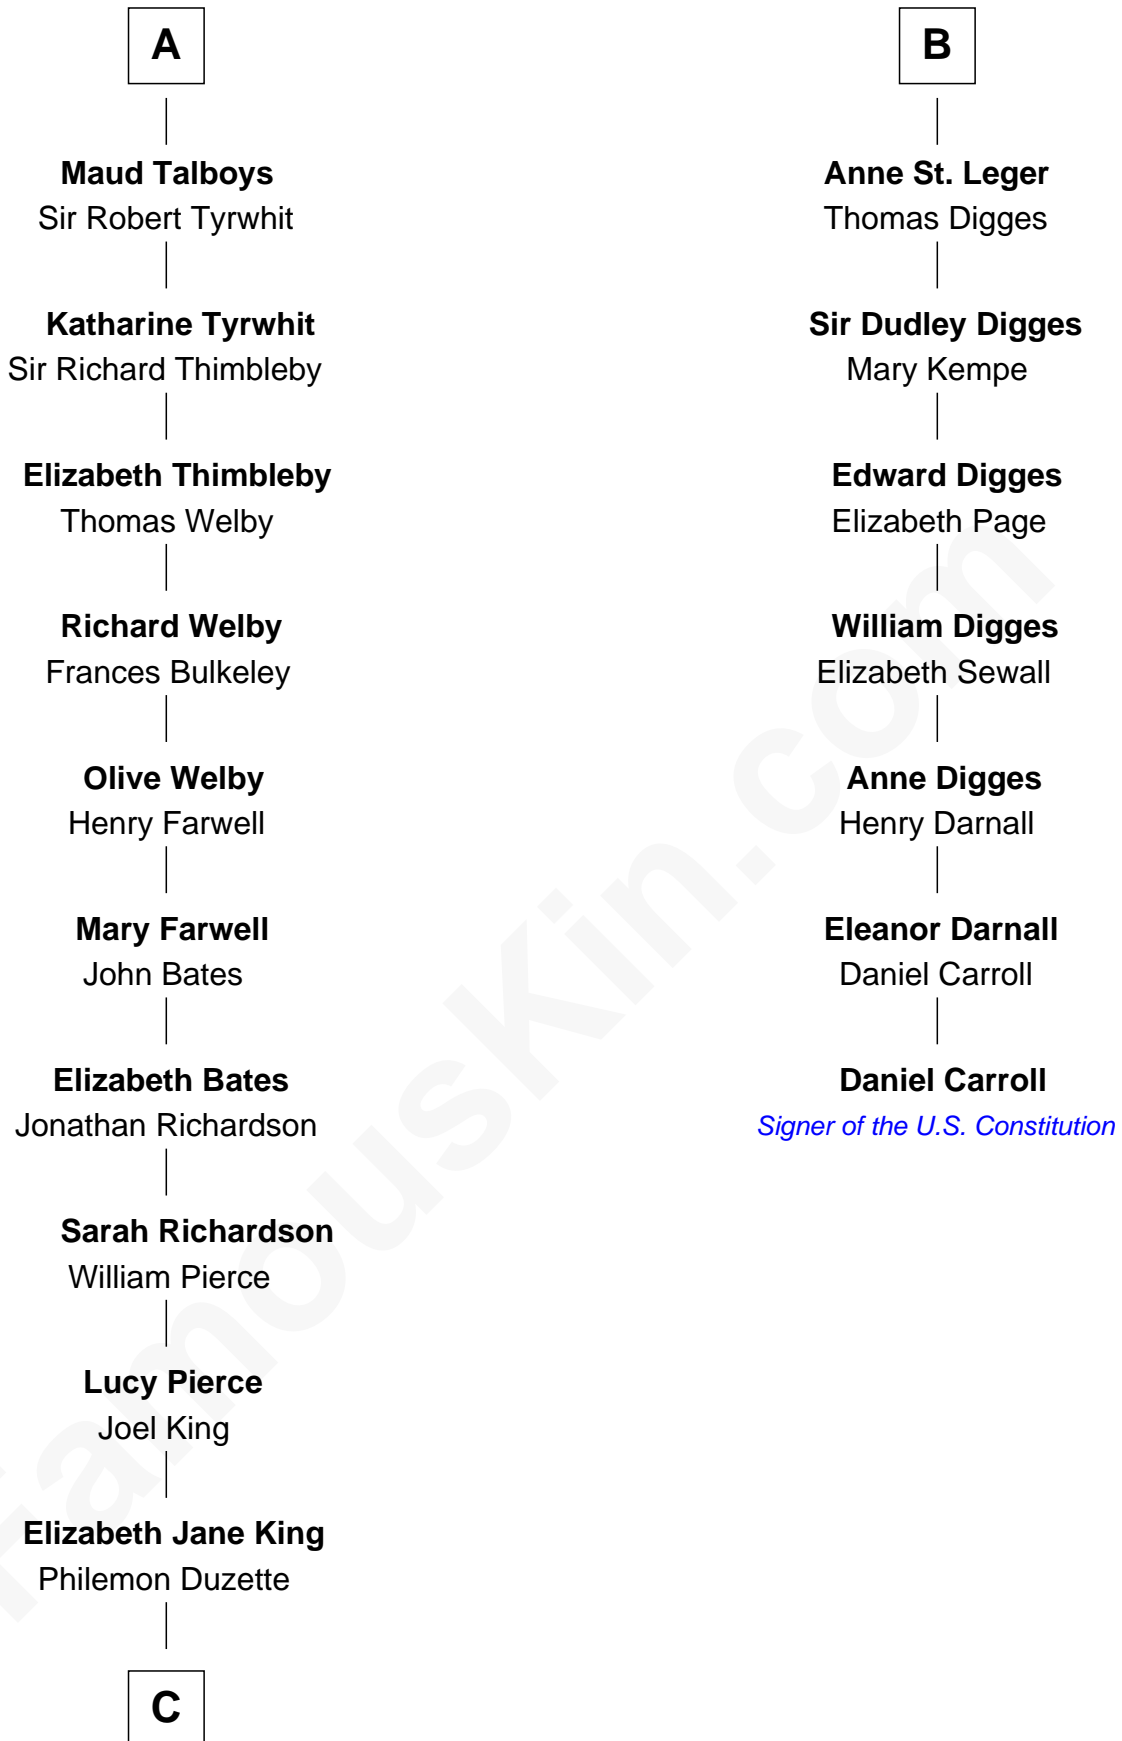 A
Maud Talboys
Sir Robert Tyrwhit
Katharine Tyrwhit
Sir Richard Thimbleby
Elizabeth Thimbleby
Thomas Welby
Richard Welby
Frances Bulkeley
Olive Welby
Henry Farwell
Mary Farwell
John Bates
Elizabeth Bates
Jonathan Richardson
Sarah Richardson
William Pierce
Lucy Pierce
Joel King
Elizabeth Jane King
Philemon Duzette
C
B
Anne St. Leger
Thomas Digges
Sir Dudley Digges
Mary Kempe
Edward Digges
Elizabeth Page
William Digges
Elizabeth Sewall
Anne Digges
Henry Darnall
Eleanor Darnall
Daniel Carroll
Daniel Carroll
Signer of the U.S. Constitution
FamousKin.com